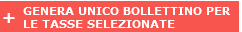 + GENERA UNICO BOLLETTINO PER
LE TASSE SELEZIONATE